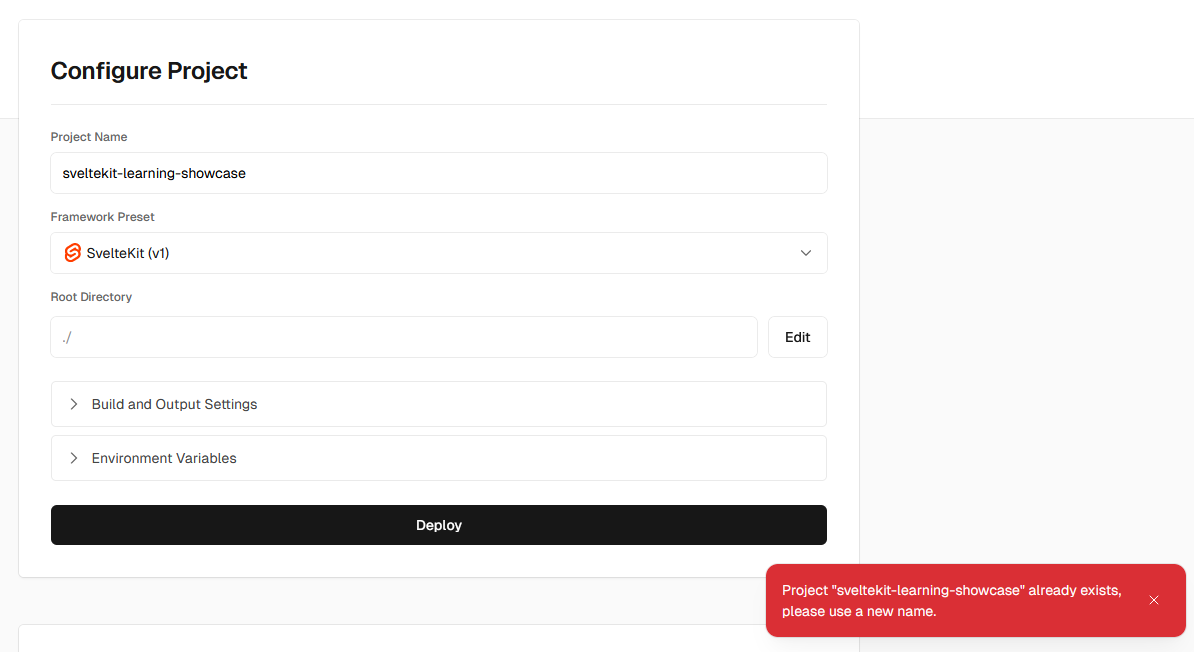 Configure Project
Project Name
sveltekit-learning-showcase
Framework Preset
SvelteKit (v1)
Root Directory
./
Edit
Build and Output Settings
Environment Variables
Deploy
Project "sveltekit-learning-showcase" already exists,
please use a new name.